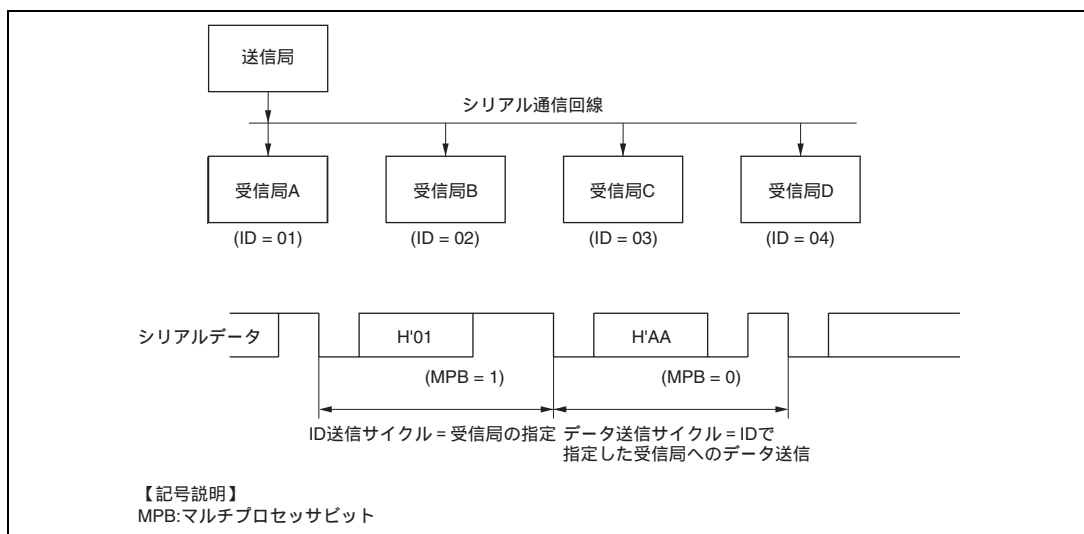 送信局
シリアル通信回線
受信局A 受信局B 受信局C 受信局D
(ID = 01) (ID = 02) (ID = 03) (ID = 04)
シリアルデータ H'01 H'AA
(MPB = 1) (MPB = 0)
ID送信サイクル = 受信局の指定 データ送信サイクル = IDで
指定した受信局へのデータ送信
【記号説明】
MPB:マルチプロセッサビット